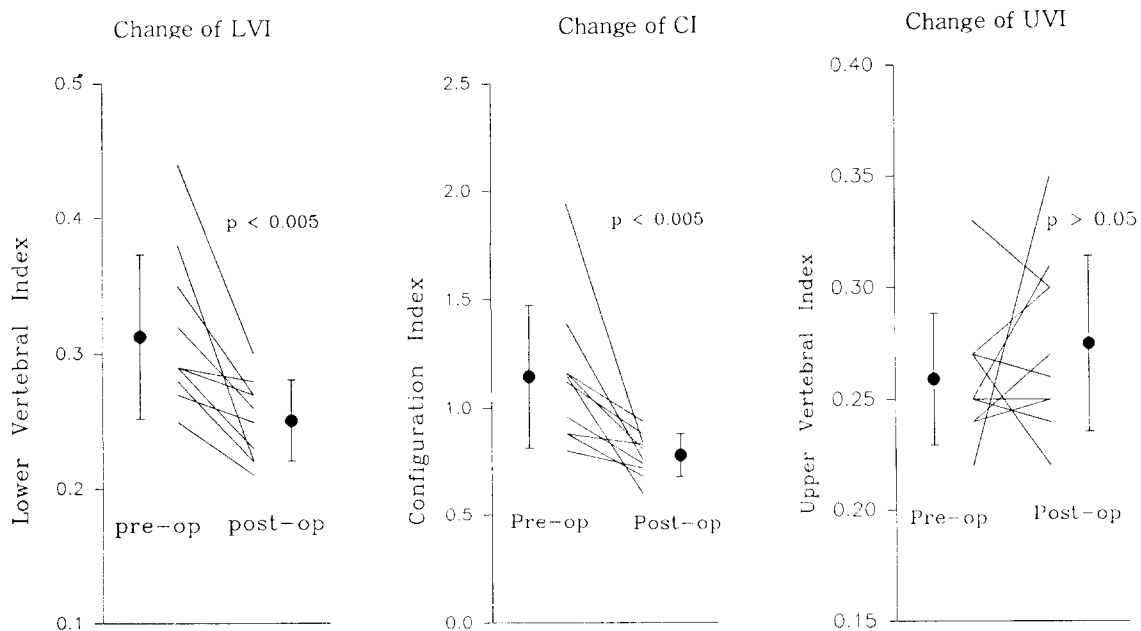 Change of LVI
Lower Vertebral Index
0.5
0.4
0.3
0.2
0.1
p < 0.005
pre-op post-op
Change of CI
Configuration Index
2.5
2.0
1.5
1.0
0.5
0.0
p < 0.005
Pre-op Post-op
Change of UVI
Upper Vertebral Index
0.40
0.35
0.30
0.25
0.20
0.15
p > 0.05
Pre-op Post-op